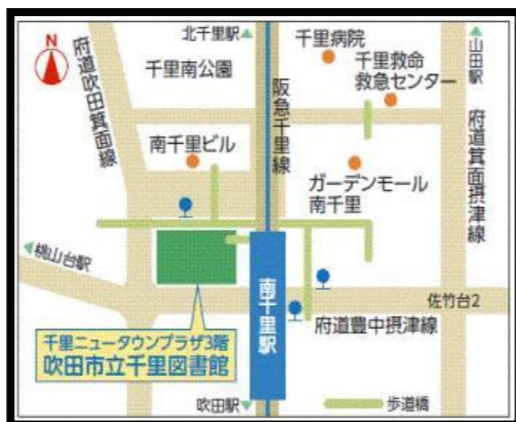 北千里駅
千里病院
千里救命
救急センター
山田駅
N
府道吹田箕面線
千里南公園
阪急千里線
府道箕面摂津線
南千里ビル
ガーデンモール
南千里
桃山台駅
南千里駅
佐竹台2
府道豊中摂津線
千里ニュータウンプラザ3階
吹田市立千里図書館
吹田駅
歩道橋